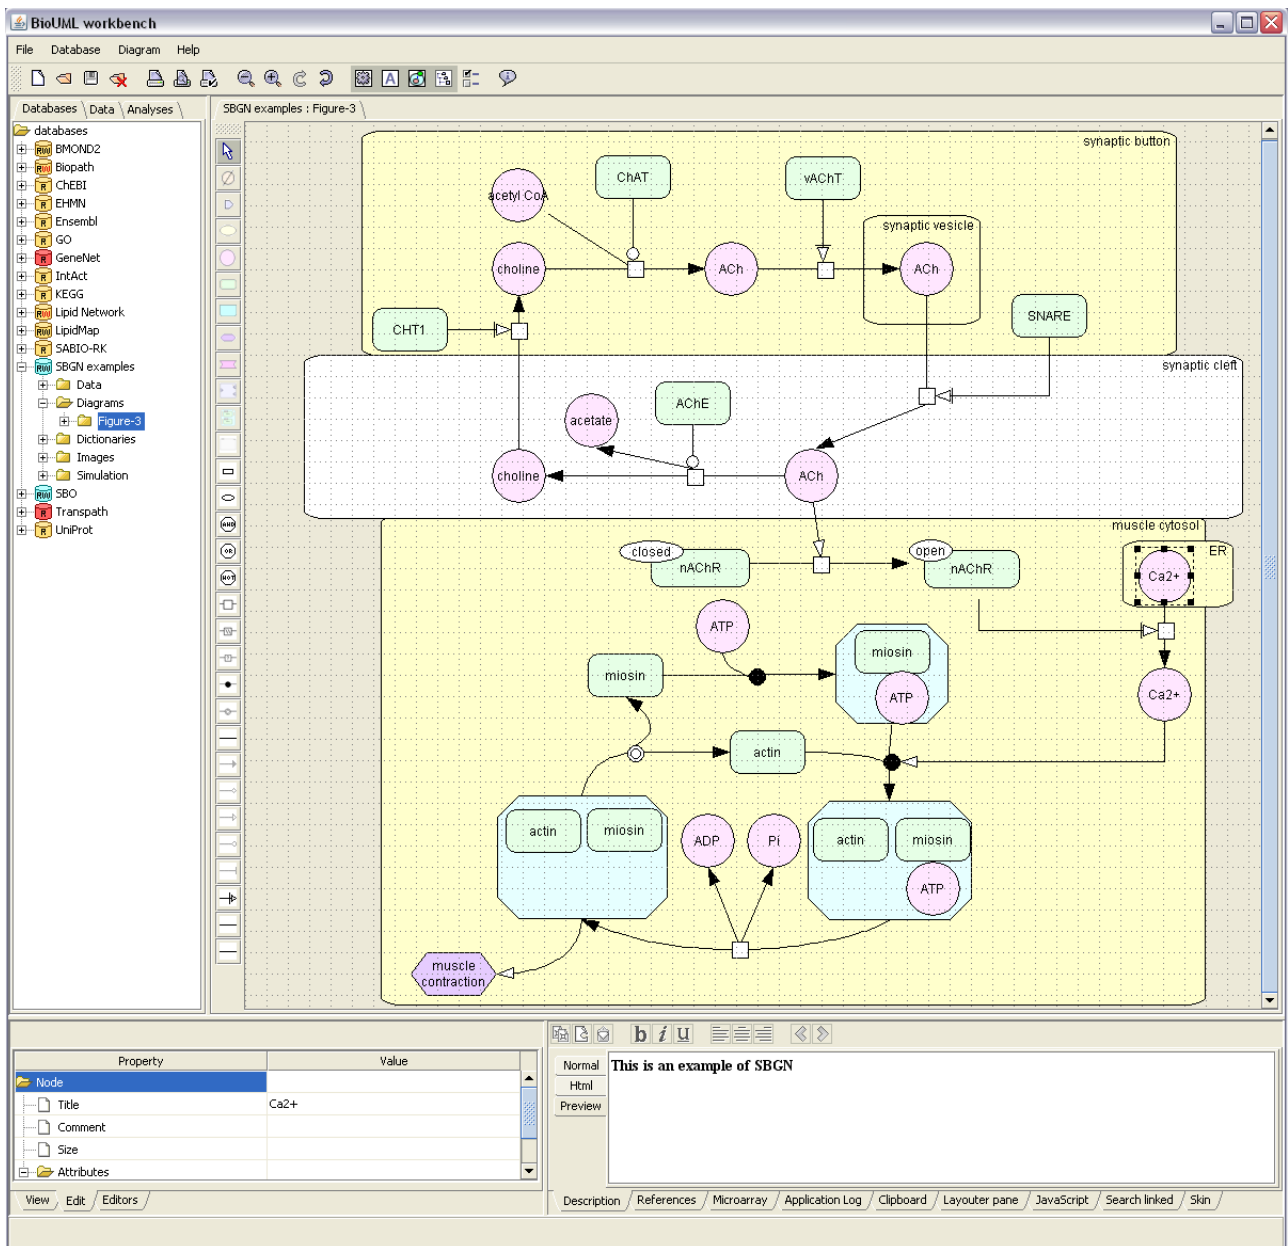 BioUML workbench
File Database Diagram Help
Databases Data Analyses
SBGN examples : Figure-3
databases
BMOND2
Biopath
ChEBI
EHMN
Ensembl
GO
GeneNet
IntAct
KEGG
Lipid Network
LipidMap
SABIO-RK
SBGN examples
Data
Diagrams
Figure-3
Dictionaries
Images
Simulation
SBO
Transpath
UniProt
AND
OR
NOT
synaptic button
acetyl CoA
ChAT
vAChT
synaptic vesicle
choline
ACh
ACh
CHT1
SNARE
synaptic cleft
acetate
AChE
choline
ACh
muscle cytosol
closed
nAChR
open
nAChR
ER
Ca2+
ATP
miosin
miosin
ATP
Ca2+
actin
actin
miosin
ADP
Pi
actin
miosin
ATP
muscle
contraction
Property Value
Node
Title Ca2+
Comment
Size
Attributes
View Edit Editors
b i u
Normal
Html
Preview
This is an example of SBGN
Description References Microarray Application Log Clipboard Layouter pane JavaScript Search linked Skin